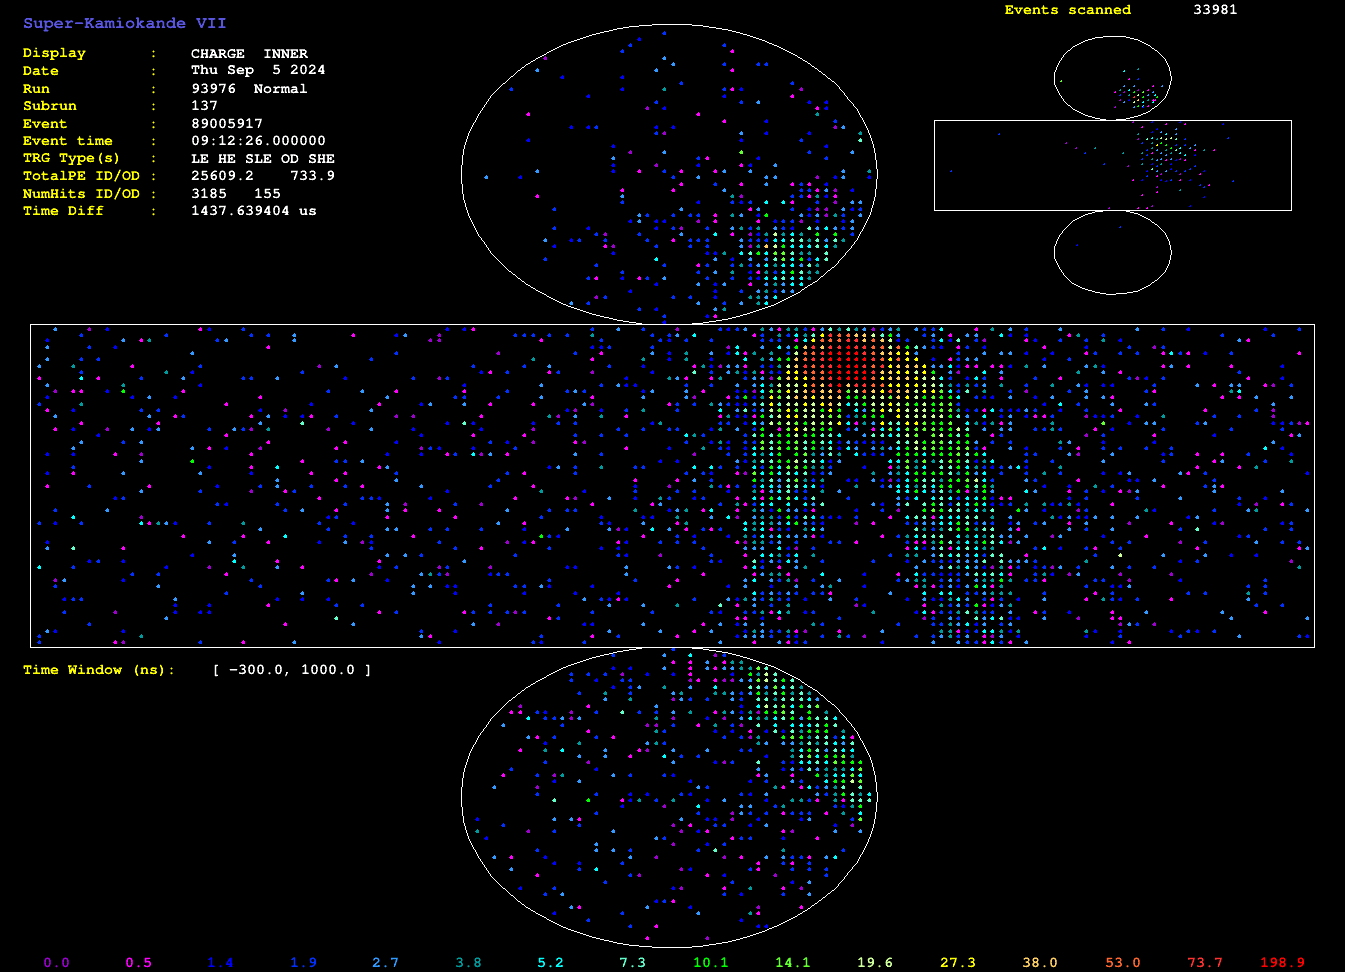 Super-Kamiokande VII
Events scanned 33981
Display : CHARGE INNER
Date : Thu Sep 5 2024
Run : 93976 Normal
Subrun : 137
Event : 89005917
Event time : 09:12:26.000000
TRG Type(s) : LE HE SLE OD SHE
TotalPE ID/OD : 25609.2 733.9
NumHits ID/OD : 3185 155
Time Diff : 1437.639404 us
Time Window (ns): [ -300.0, 1000.0 ]
0.0 0.5 1.4 1.9 2.7 3.8 5.2 7.3 10.1 14.1 19.6 27.3 38.0 53.0 73.7 198.9